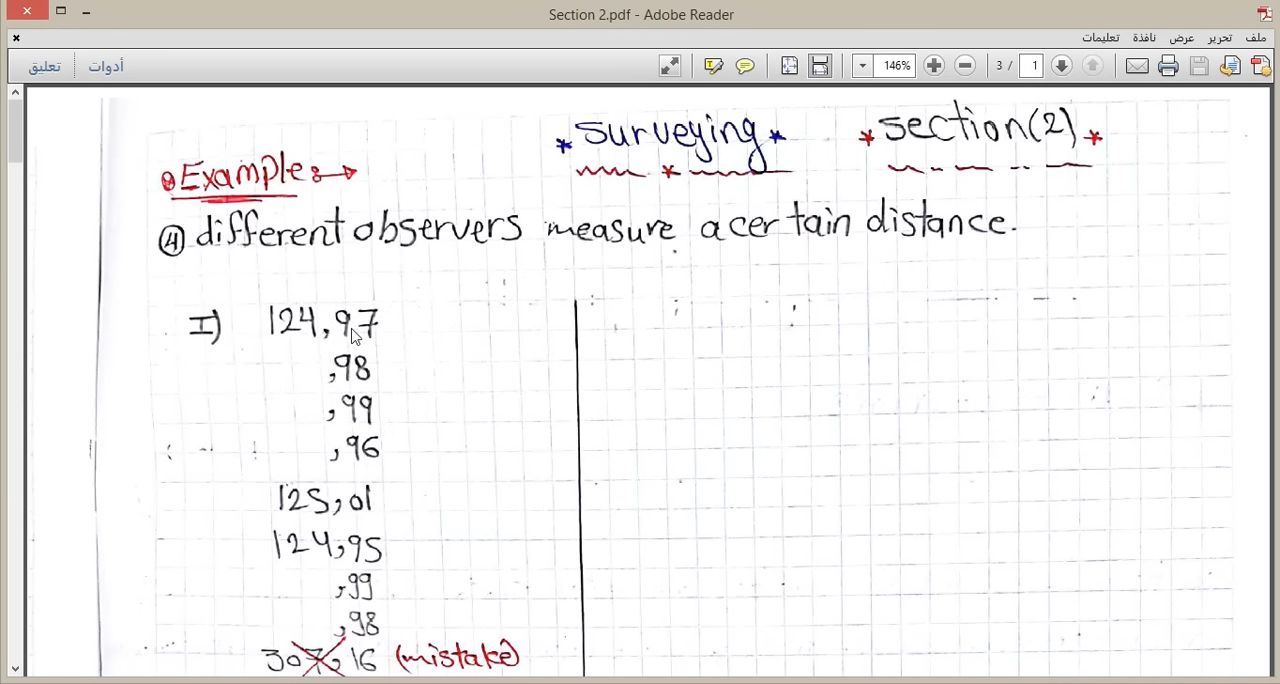 Section 2.pdf - Adobe Reader
ملف تحرير عرض نافذة تعليمات
تعليق أدوات 146% 3 / 1
*surveying* *section(2)*
Example:
④ different observers measure a certain distance.
I) 124,97
,98
,99
,96
125,01
124,95
,99
,98
307,16 (mistake)